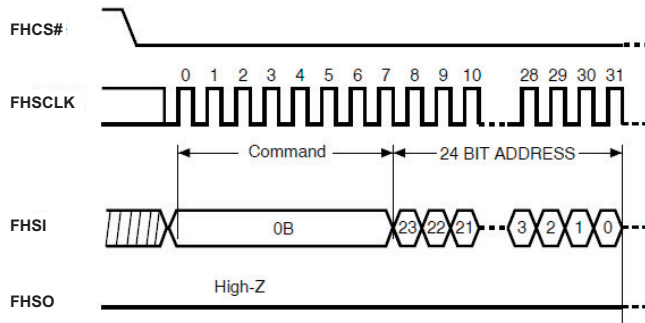 FHCS#
0 1 2 3 4 5 6 7 8 9 10 28 29 30 31
FHSCLK
Command 24 BIT ADDRESS
FHSI 0B 23 22 21 3 2 1 0
High-Z
FHSO